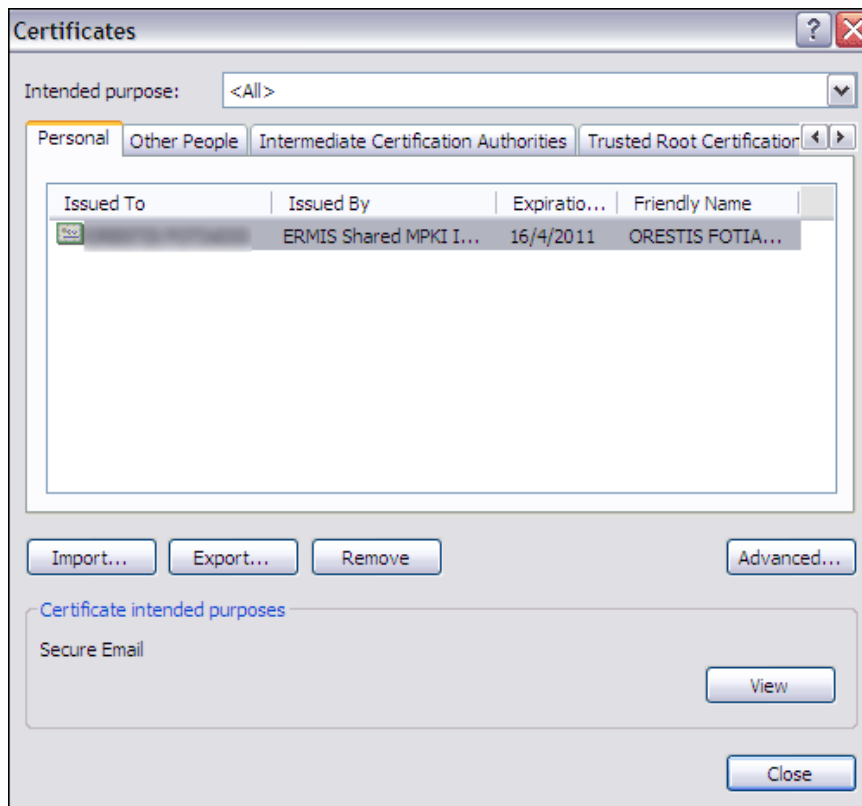 Certificates
Intended purpose: <All>
Personal Other People Intermediate Certification Authorities Trusted Root Certification
Issued To Issued By Expiratio... Friendly Name
ERMIS Shared MPKI I... 16/4/2011 ORESTIS FOTIA...
Import... Export... Remove Advanced...
Certificate intended purposes
Secure Email
View
Close